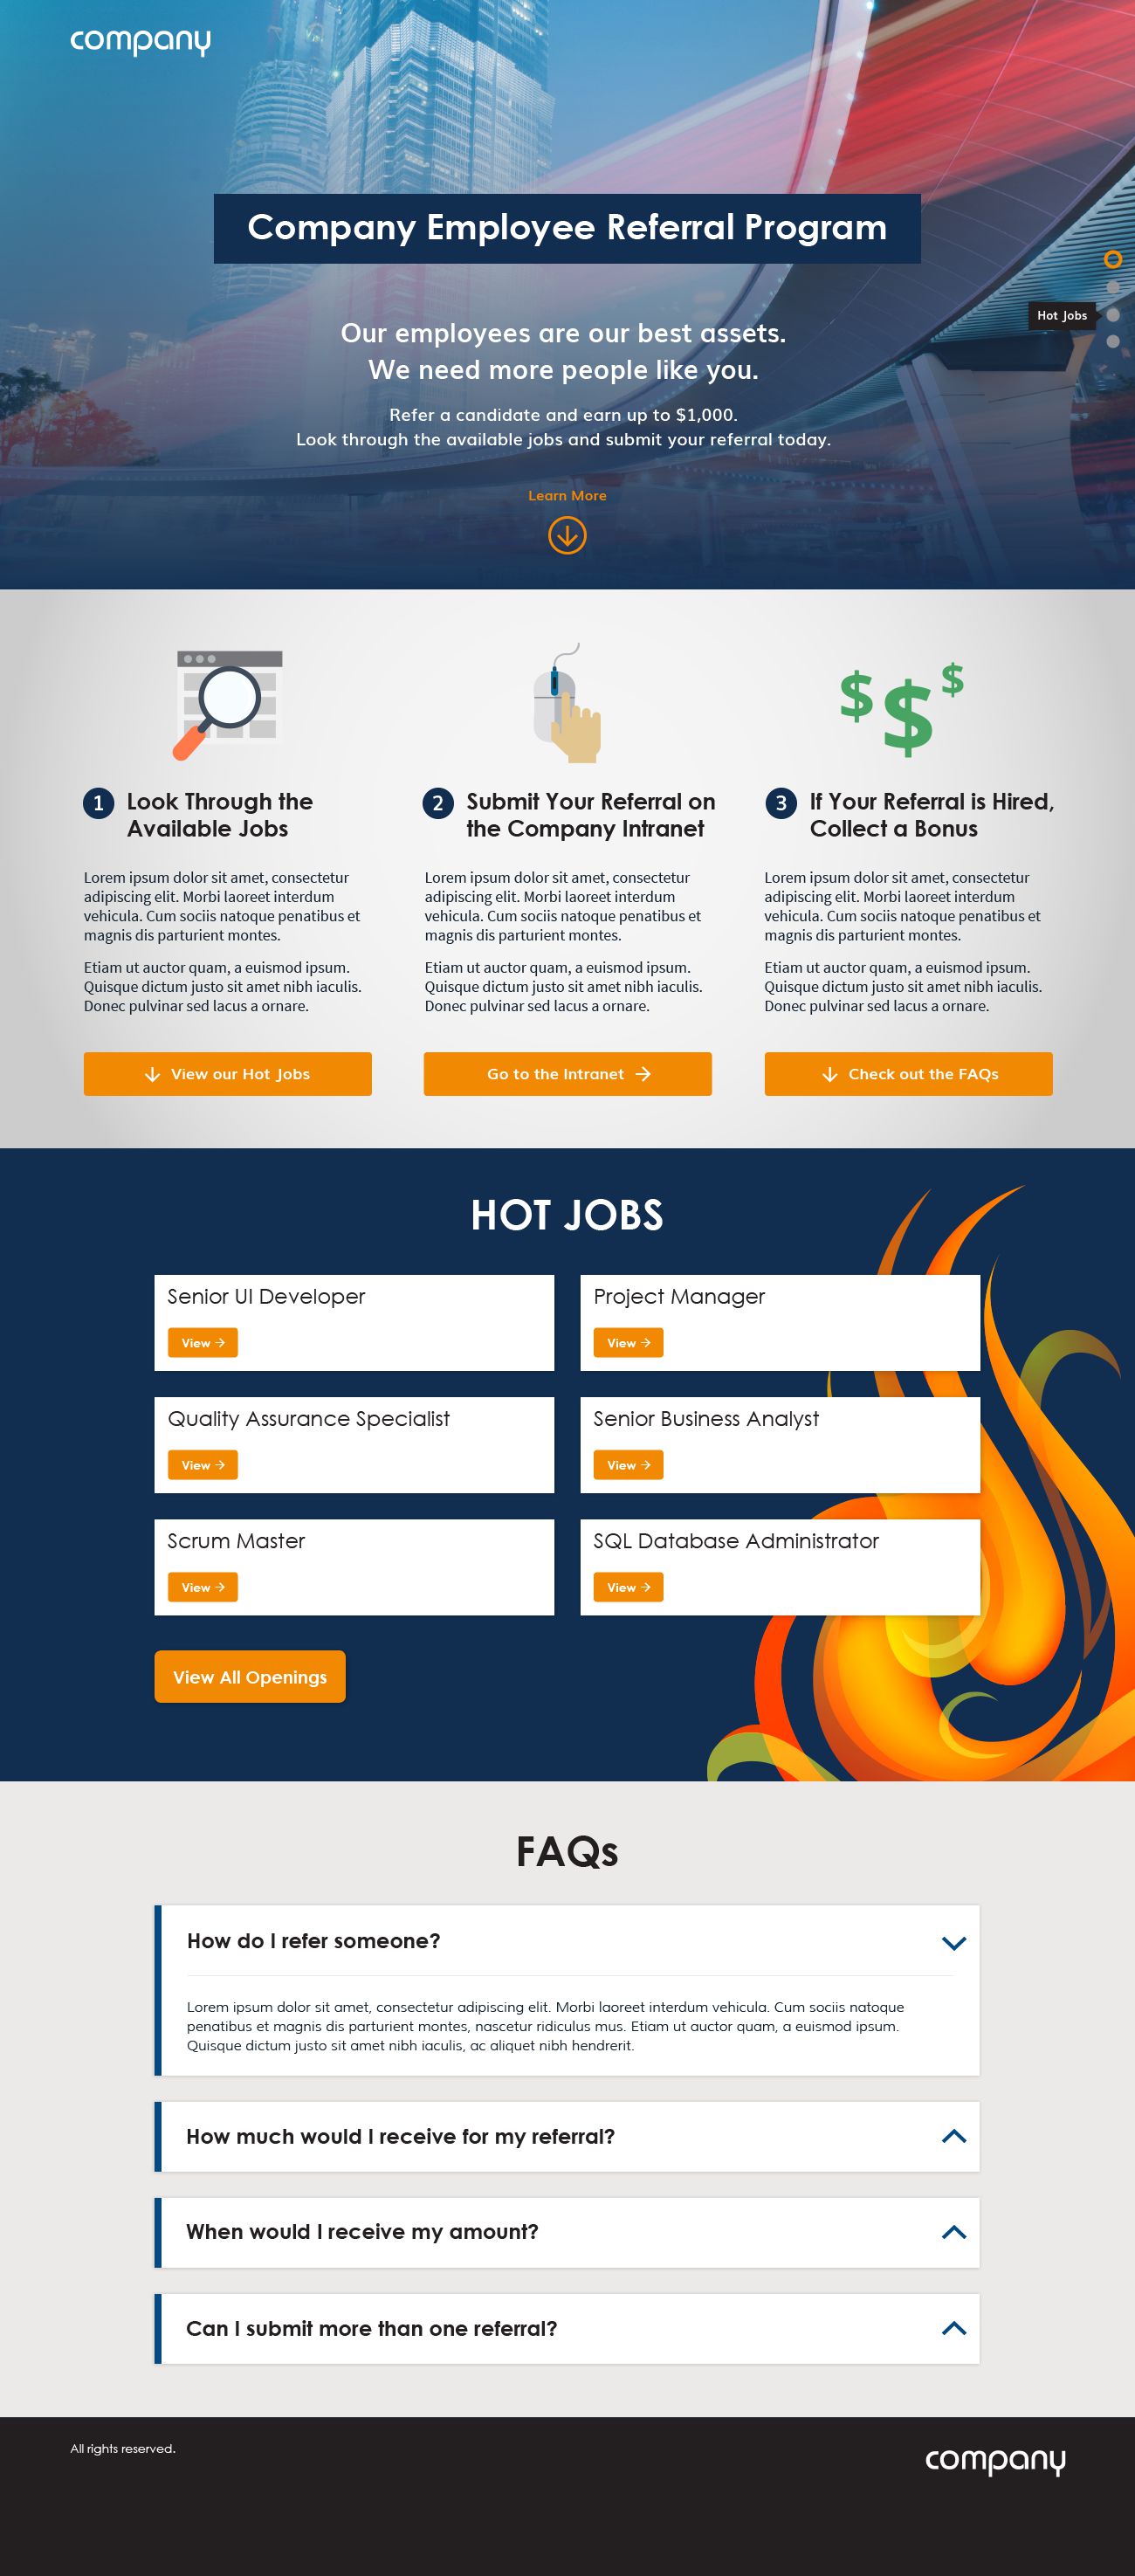 company
Company Employee Referral Program
Our employees are our best assets.
We need more people like you.
Hot Jobs
Refer a candidate and earn up to $1,000.
Look through the available jobs and submit your referral today.
Learn More
$ $ $
1 Look Through the
Available Jobs
Lorem ipsum dolor sit amet, consectetur
adipiscing elit. Morbi laoreet interdum
vehicula. Cum sociis natoque penatibus et
magnis dis parturient montes.
Etiam ut auctor quam, a euismod ipsum.
Quisque dictum justo sit amet nibh iaculis.
Donec pulvinar sed lacus a ornare.
View our Hot Jobs
2 Submit Your Referral on
the Company Intranet
Lorem ipsum dolor sit amet, consectetur
adipiscing elit. Morbi laoreet interdum
vehicula. Cum sociis natoque penatibus et
magnis dis parturient montes.
Etiam ut auctor quam, a euismod ipsum.
Quisque dictum justo sit amet nibh iaculis.
Donec pulvinar sed lacus a ornare.
Go to the Intranet
3 If Your Referral is Hired,
Collect a Bonus
Lorem ipsum dolor sit amet, consectetur
adipiscing elit. Morbi laoreet interdum
vehicula. Cum sociis natoque penatibus et
magnis dis parturient montes.
Etiam ut auctor quam, a euismod ipsum.
Quisque dictum justo sit amet nibh iaculis.
Donec pulvinar sed lacus a ornare.
Check out the FAQs
HOT JOBS
Senior UI Developer
View
Project Manager
View
Quality Assurance Specialist
View
Senior Business Analyst
View
Scrum Master
View
SQL Database Administrator
View
View All Openings
FAQs
How do I refer someone?
Lorem ipsum dolor sit amet, consectetur adipiscing elit. Morbi laoreet interdum vehicula. Cum sociis natoque
penatibus et magnis dis parturient montes, nascetur ridiculus mus. Etiam ut auctor quam, a euismod ipsum.
Quisque dictum justo sit amet nibh iaculis, ac aliquet nibh hendrerit.
How much would I receive for my referral?
When would I receive my amount?
Can I submit more than one referral?
All rights reserved.
company